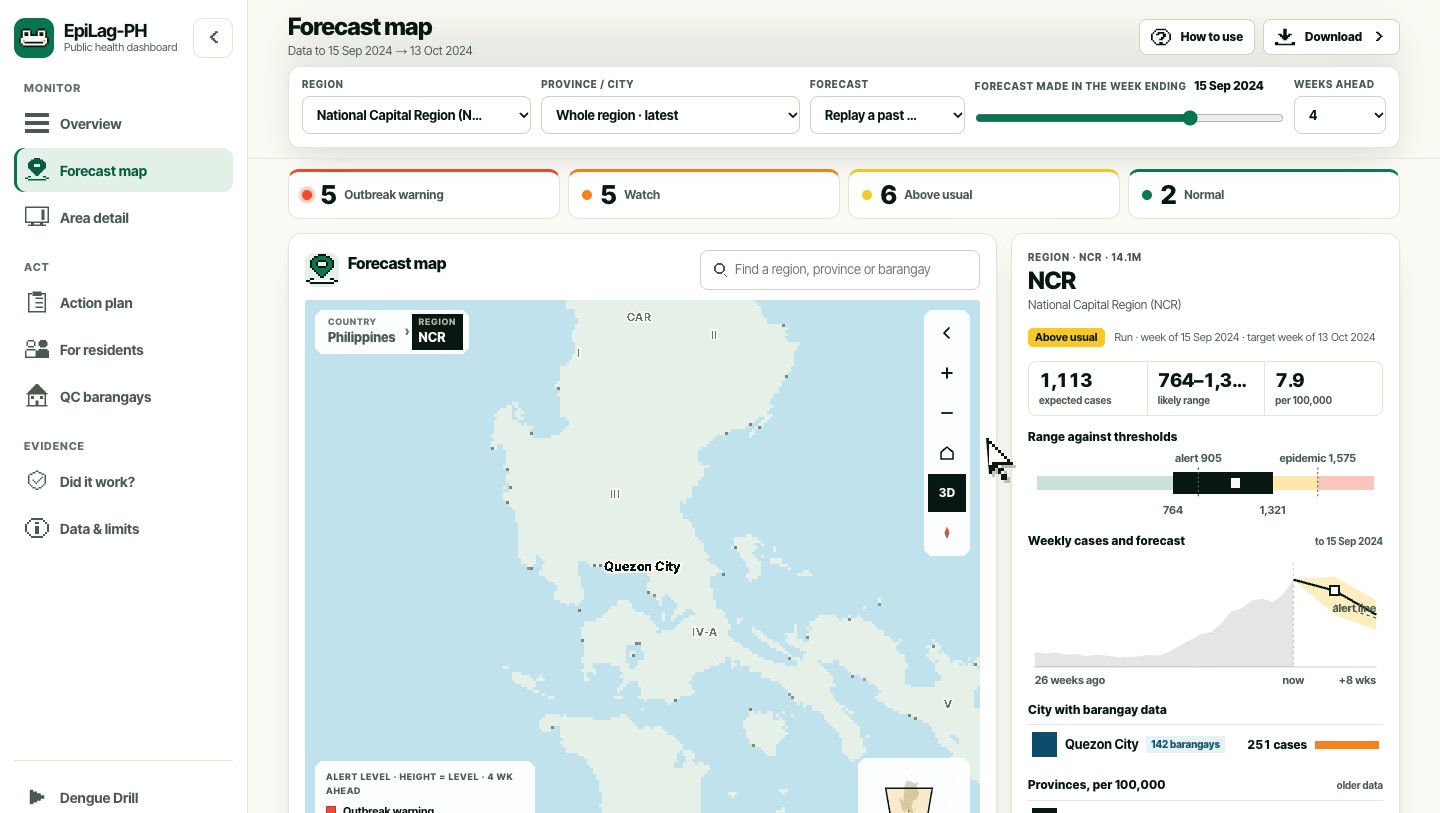 EpiLag-PH
Public health dashboard
MONITOR
Overview
Forecast map
Area detail
ACT
Action plan
For residents
QC barangays
EVIDENCE
Did it work?
Data & limits
Dengue Drill
Forecast map
Data to 15 Sep 2024 → 13 Oct 2024
How to use
Download
REGION
National Capital Region (N...
PROVINCE / CITY
Whole region · latest
FORECAST
Replay a past ...
FORECAST MADE IN THE WEEK ENDING 15 Sep 2024
WEEKS AHEAD
4
5 Outbreak warning
5 Watch
6 Above usual
2 Normal
Forecast map
Find a region, province or barangay
COUNTRY
Philippines
›
REGION
NCR
CAR
II
I
III
Quezon City
IV-A
V
3D
ALERT LEVEL · HEIGHT = LEVEL · 4 WK
AHEAD
Outbreak warning
REGION · NCR · 14.1M
NCR
National Capital Region (NCR)
Above usual
Run · week of 15 Sep 2024 · target week of 13 Oct 2024
1,113
expected cases
764–1,3...
likely range
7.9
per 100,000
Range against thresholds
alert 905
epidemic 1,575
764
1,321
Weekly cases and forecast
to 15 Sep 2024
alert line
26 weeks ago
now
+8 wks
City with barangay data
Quezon City 142 barangays 251 cases
Provinces, per 100,000
older data